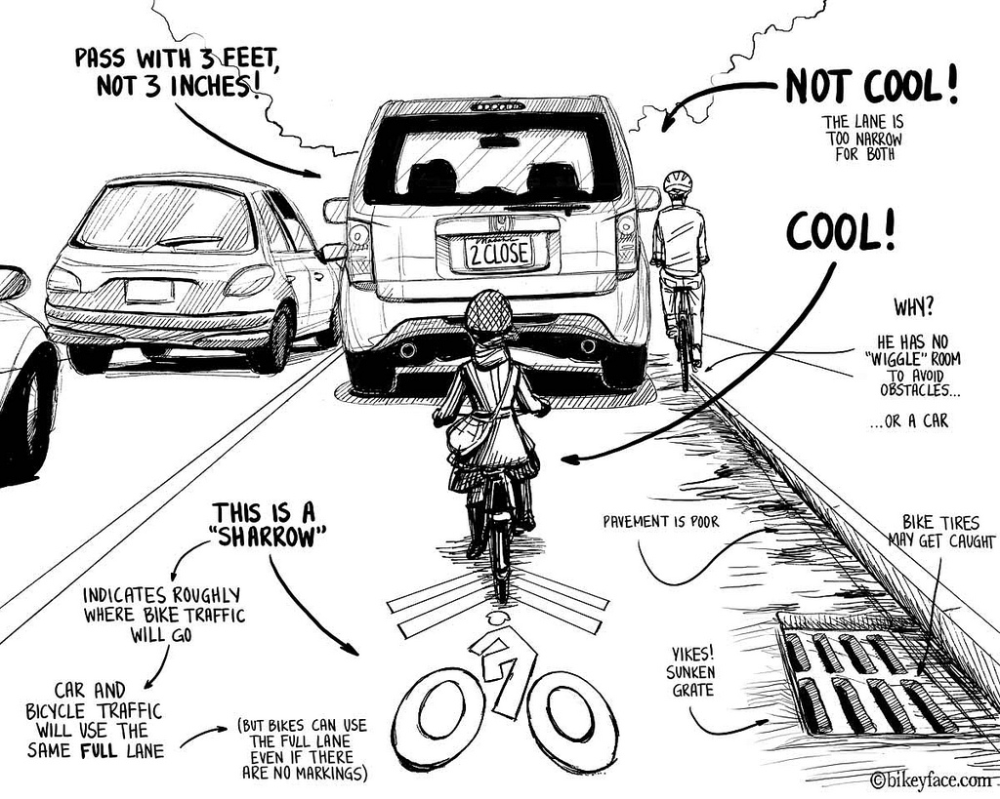 PASS WITH 3 FEET,
NOT 3 INCHES!
NOT COOL!
THE LANE IS
TOO NARROW
FOR BOTH
COOL!
2 CLOSE
WHY?
HE HAS NO
"WIGGLE" ROOM
TO AVOID
OBSTACLES...
...OR A CAR
THIS IS A
"SHARROW"
INDICATES ROUGHLY
WHERE BIKE TRAFFIC
WILL GO
CAR AND
BICYCLE TRAFFIC
WILL USE THE
SAME FULL LANE
(BUT BIKES CAN USE
THE FULL LANE
EVEN IF THERE
ARE NO MARKINGS)
PAVEMENT IS POOR
BIKE TIRES
MAY GET CAUGHT
YIKES!
SUNKEN
GRATE
©bikeyface.com